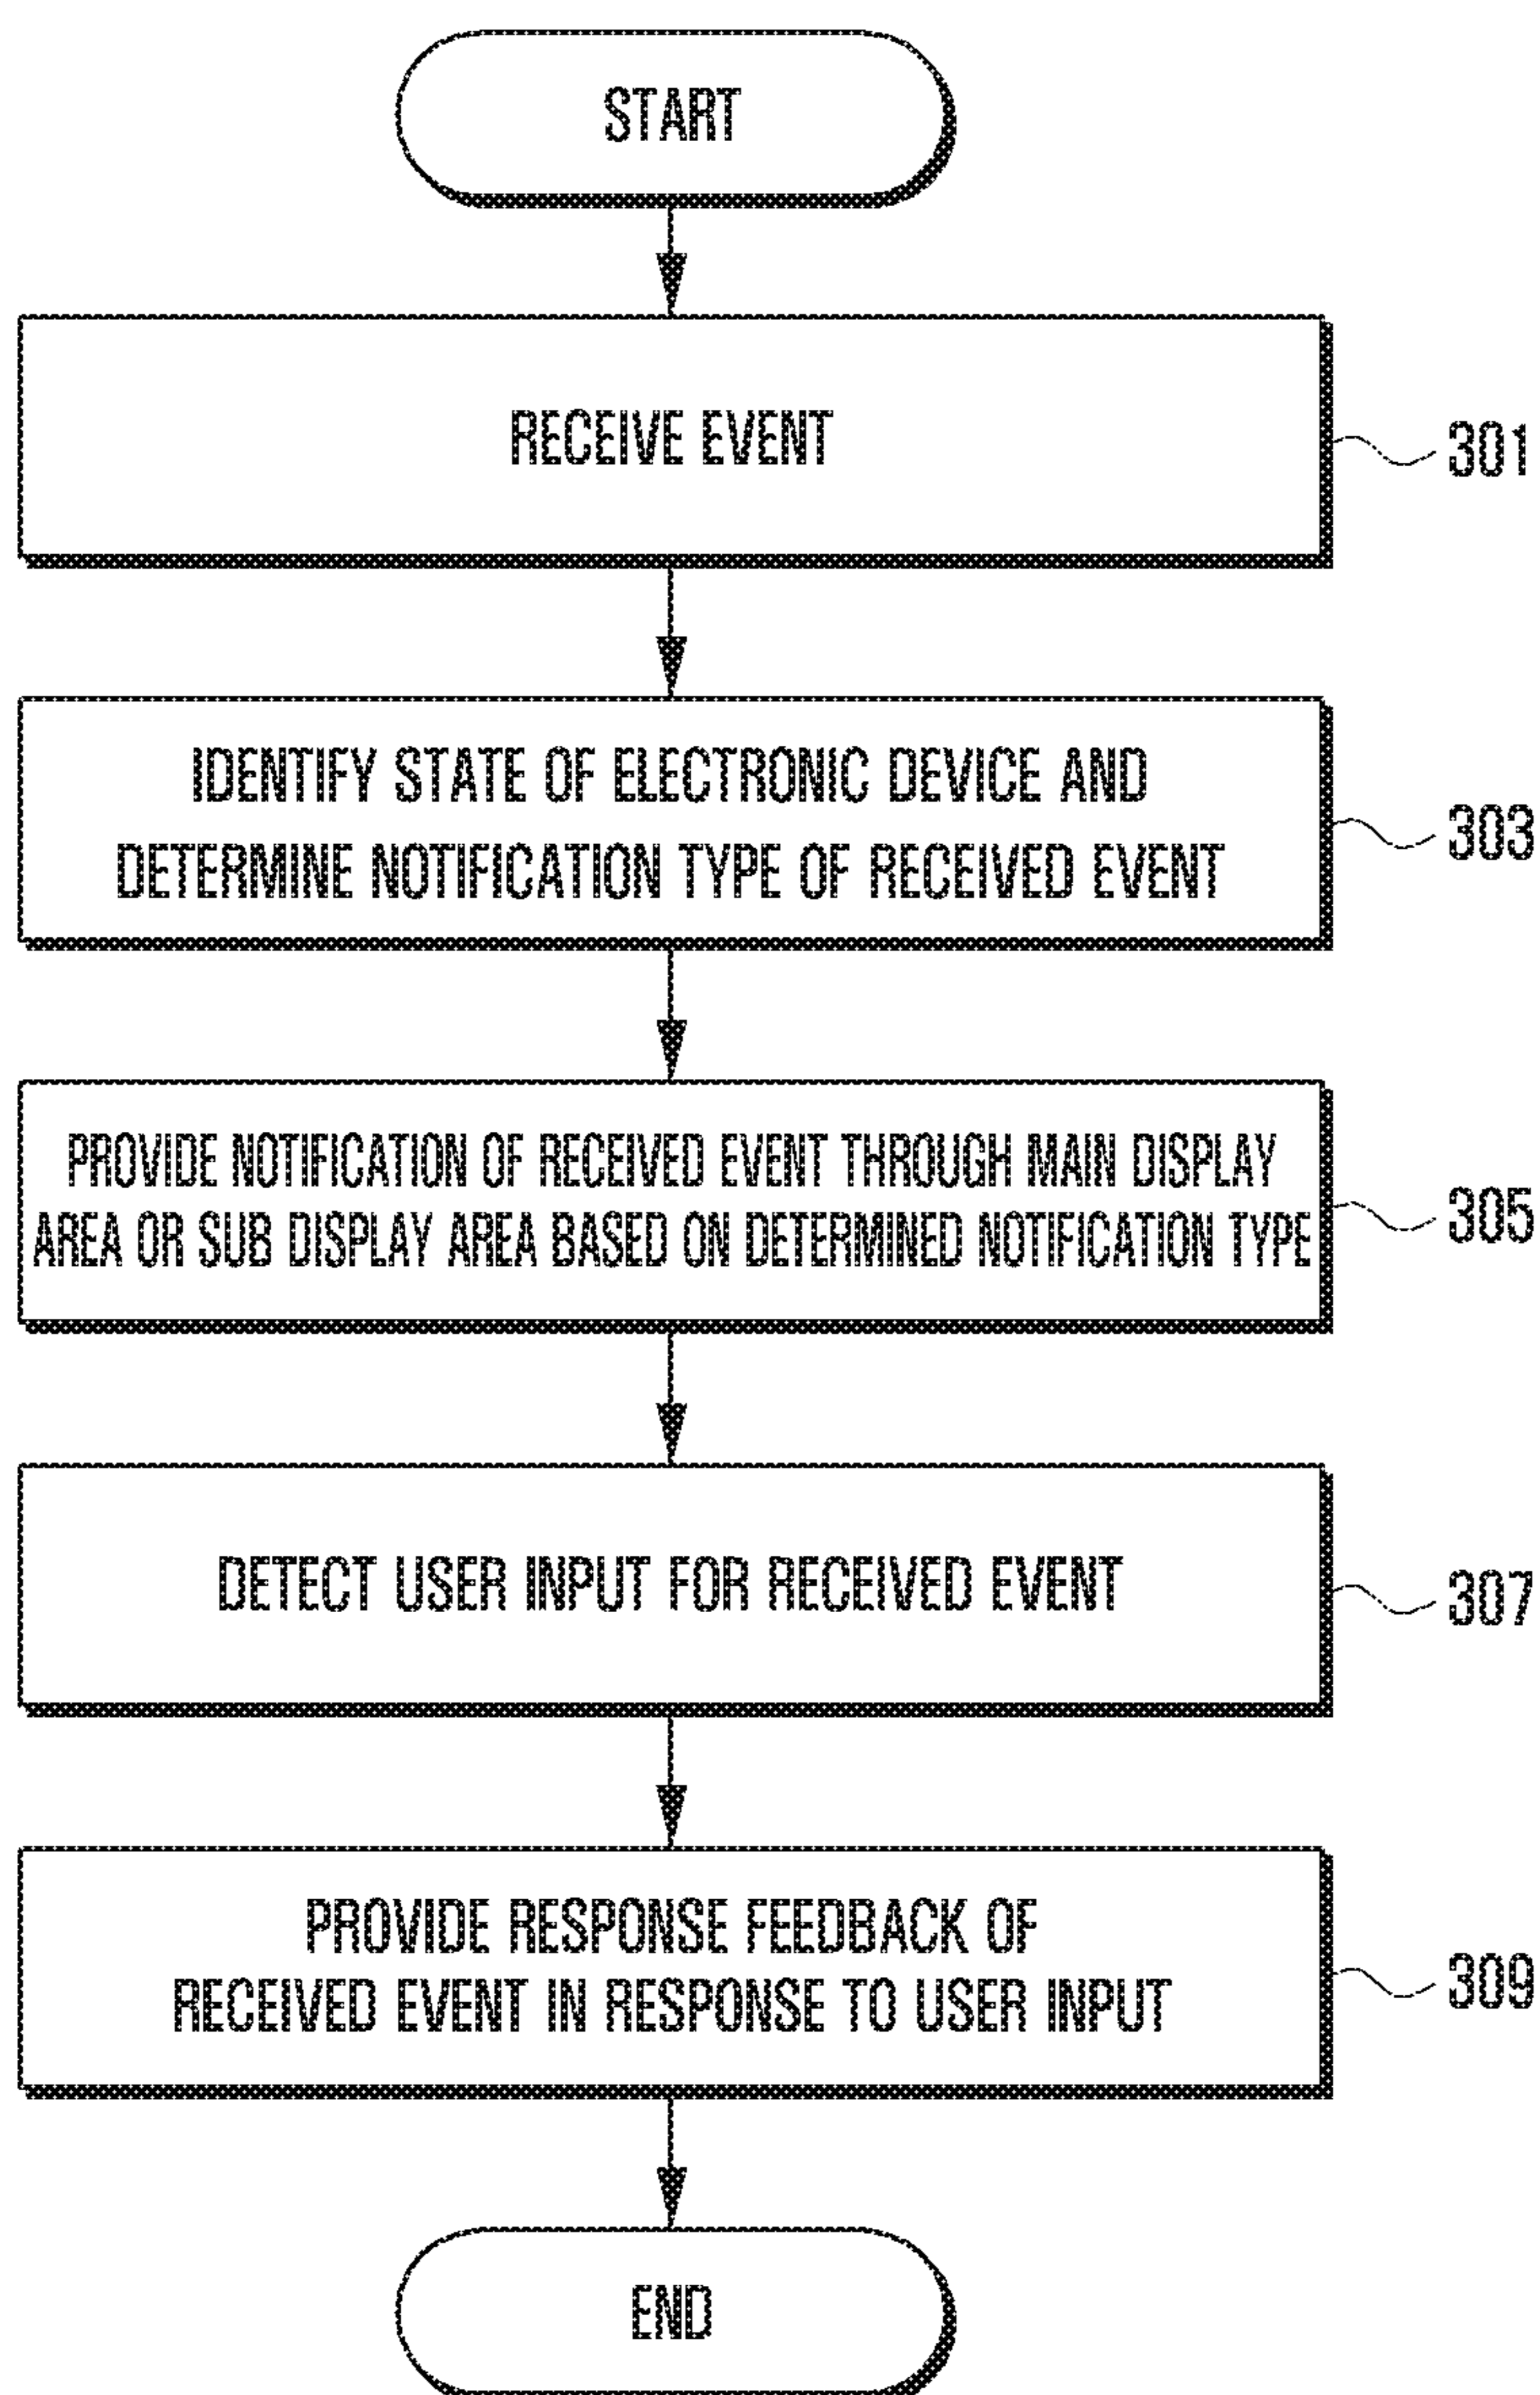 START
RECEIVE EVENT
301
IDENTIFY STATE OF ELECTRONIC DEVICE AND
DETERMINE NOTIFICATION TYPE OF RECEIVED EVENT
303
PROVIDE NOTIFICATION OF RECEIVED EVENT THROUGH MAIN DISPLAY
AREA OR SUB DISPLAY AREA BASED ON DETERMINED NOTIFICATION TYPE
305
DETECT USER INPUT FOR RECEIVED EVENT
307
PROVIDE RESPONSE FEEDBACK OF
RECEIVED EVENT IN RESPONSE TO USER INPUT
309
END